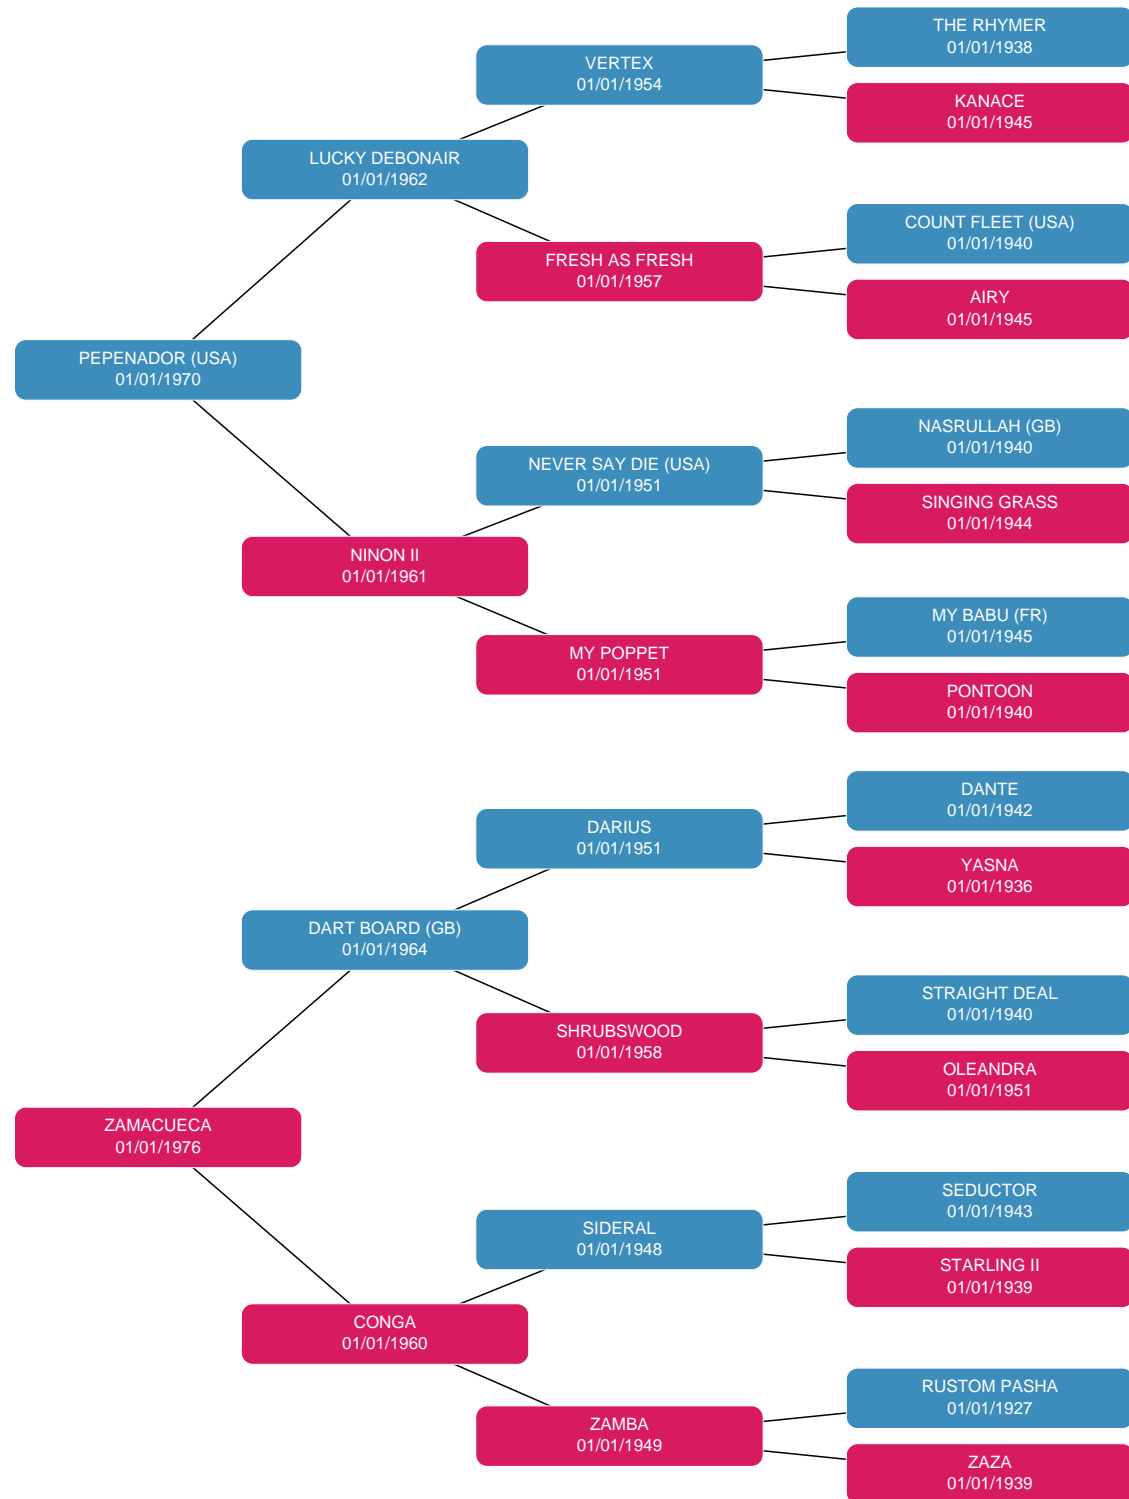 THE RHYMER
01/01/1938
VERTEX
01/01/1954
KANACE
01/01/1945
LUCKY DEBONAIR
01/01/1962
COUNT FLEET (USA)
01/01/1940
FRESH AS FRESH
01/01/1957
AIRY
01/01/1945
PEPENADOR (USA)
01/01/1970
NASRULLAH (GB)
01/01/1940
NEVER SAY DIE (USA)
01/01/1951
SINGING GRASS
01/01/1944
NINON II
01/01/1961
MY BABU (FR)
01/01/1945
MY POPPET
01/01/1951
PONTOON
01/01/1940
DANTE
01/01/1942
DARIUS
01/01/1951
YASNA
01/01/1936
DART BOARD (GB)
01/01/1964
STRAIGHT DEAL
01/01/1940
SHRUBSWOOD
01/01/1958
OLEANDRA
01/01/1951
ZAMACUECA
01/01/1976
SEDUCTOR
01/01/1943
SIDERAL
01/01/1948
STARLING II
01/01/1939
CONGA
01/01/1960
RUSTOM PASHA
01/01/1927
ZAMBA
01/01/1949
ZAZA
01/01/1939